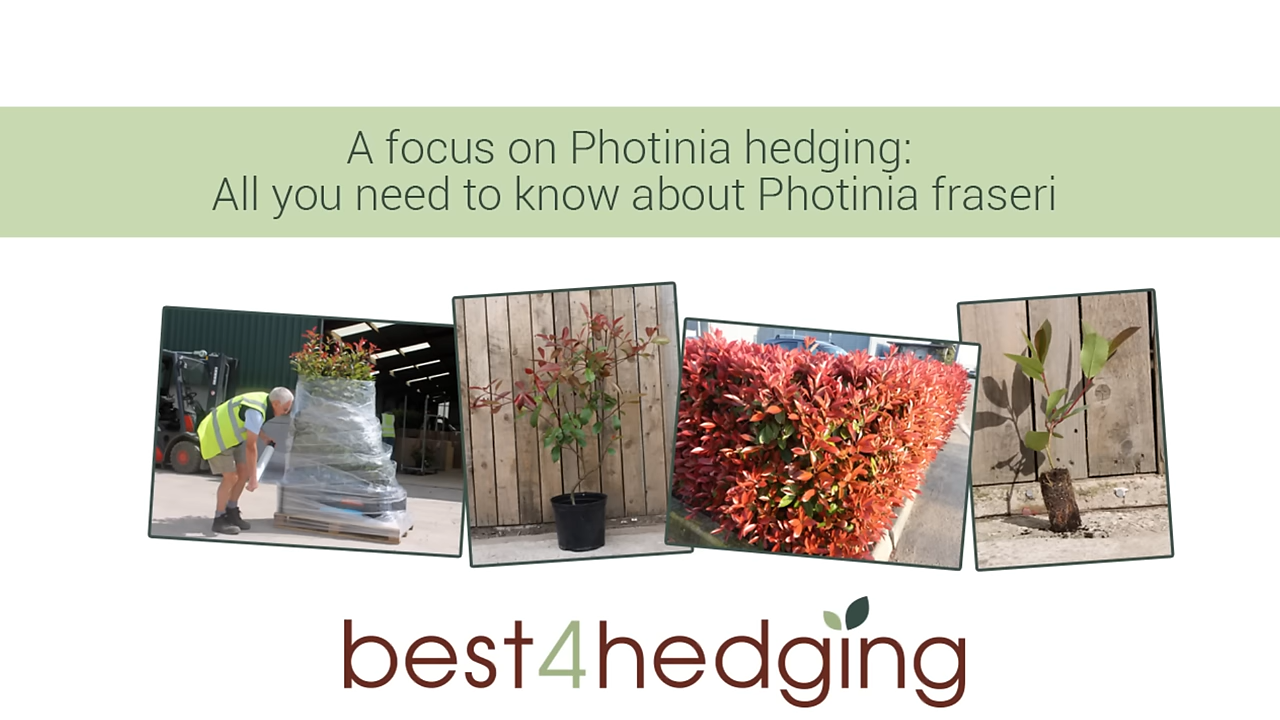 A focus on Photinia hedging:
All you need to know about Photinia fraseri
best4hedging